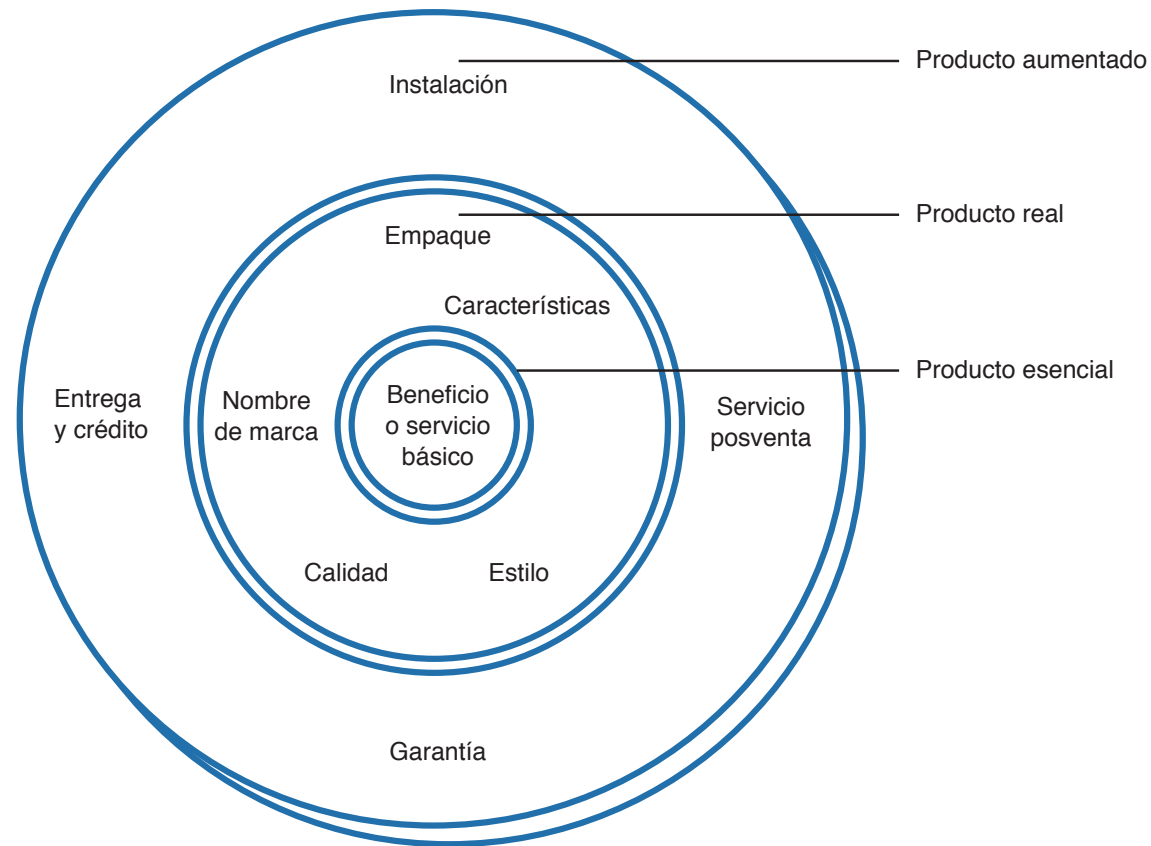 Producto aumentado
Instalación
Producto real
Empaque
Características
Producto esencial
Entrega
y crédito
Nombre
de marca
Beneficio
o servicio
básico
Servicio
posventa
Calidad
Estilo
Garantía